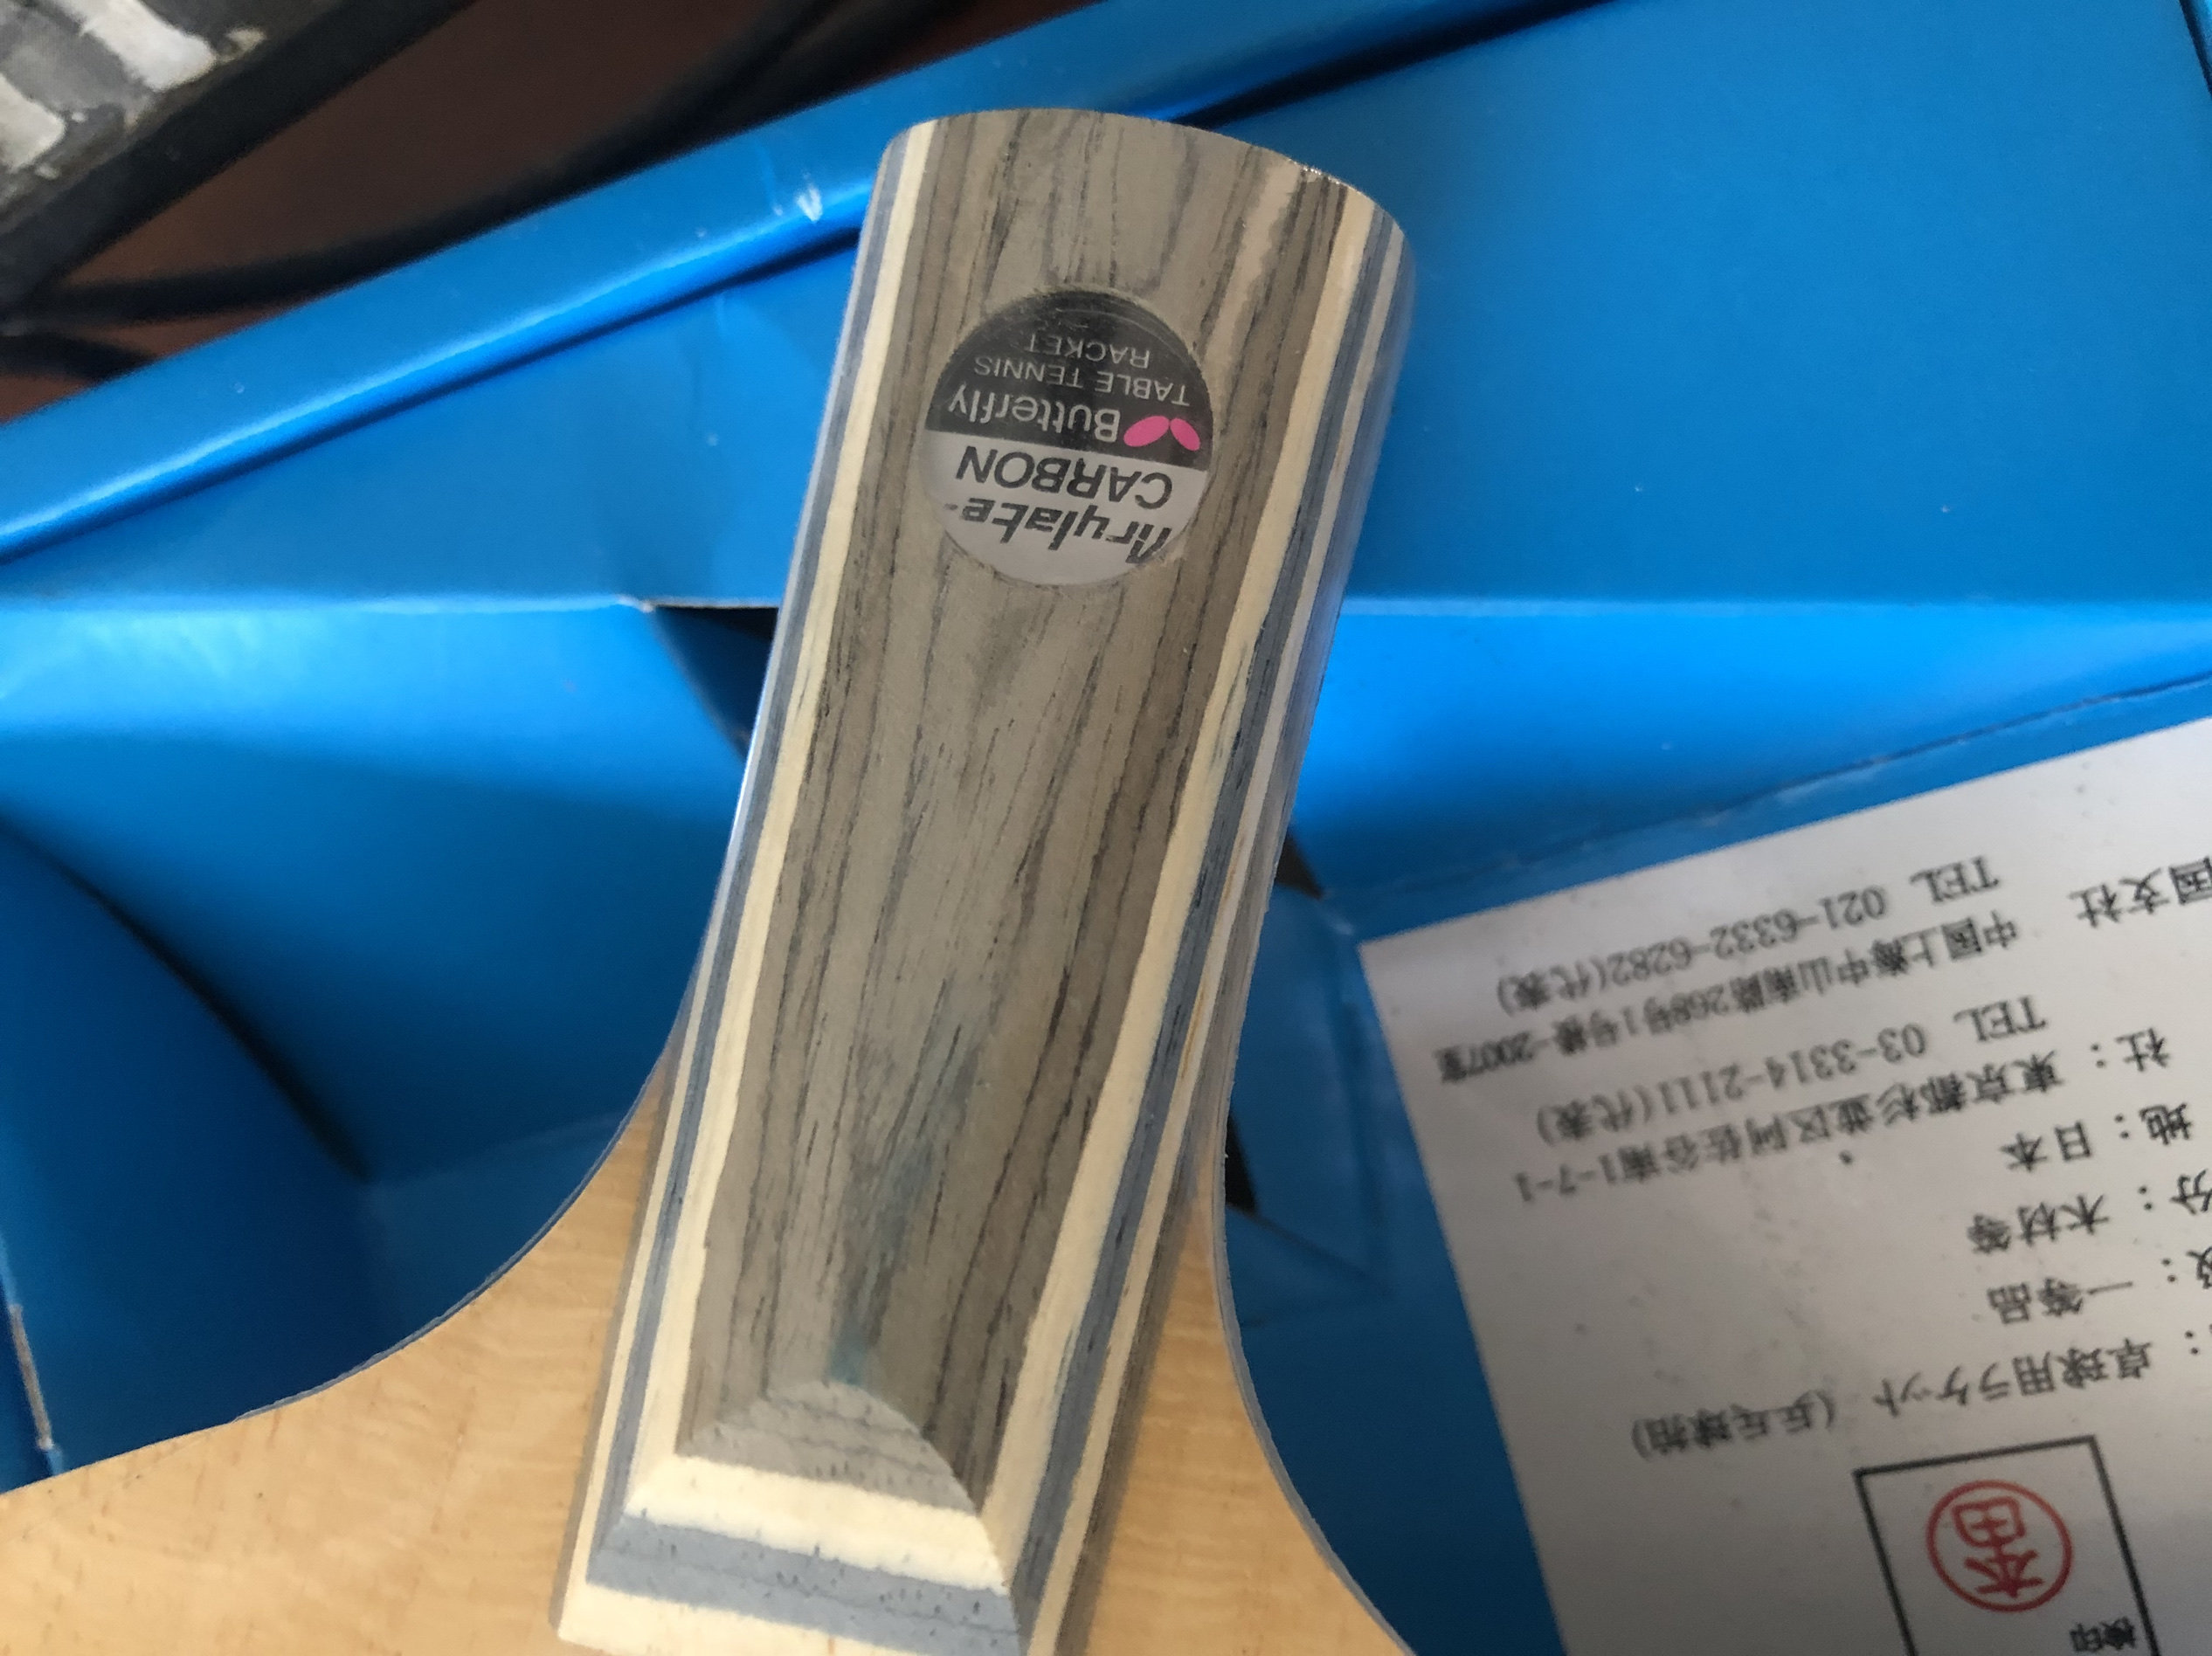 Arylate-
CARBON
Butterfly
TABLE TENNIS
RACKET
検印
本田
: 卓球用ラケット (乒乓球拍)
: 一等品
分: 木材等
地: 日本
社: 東京都杉並区阿佐谷南1-7-1
TEL 03-3314-2111(代表)
国支社 中国上海中山南路268号1号楼-2007室
TEL 021-6332-6282(代表)